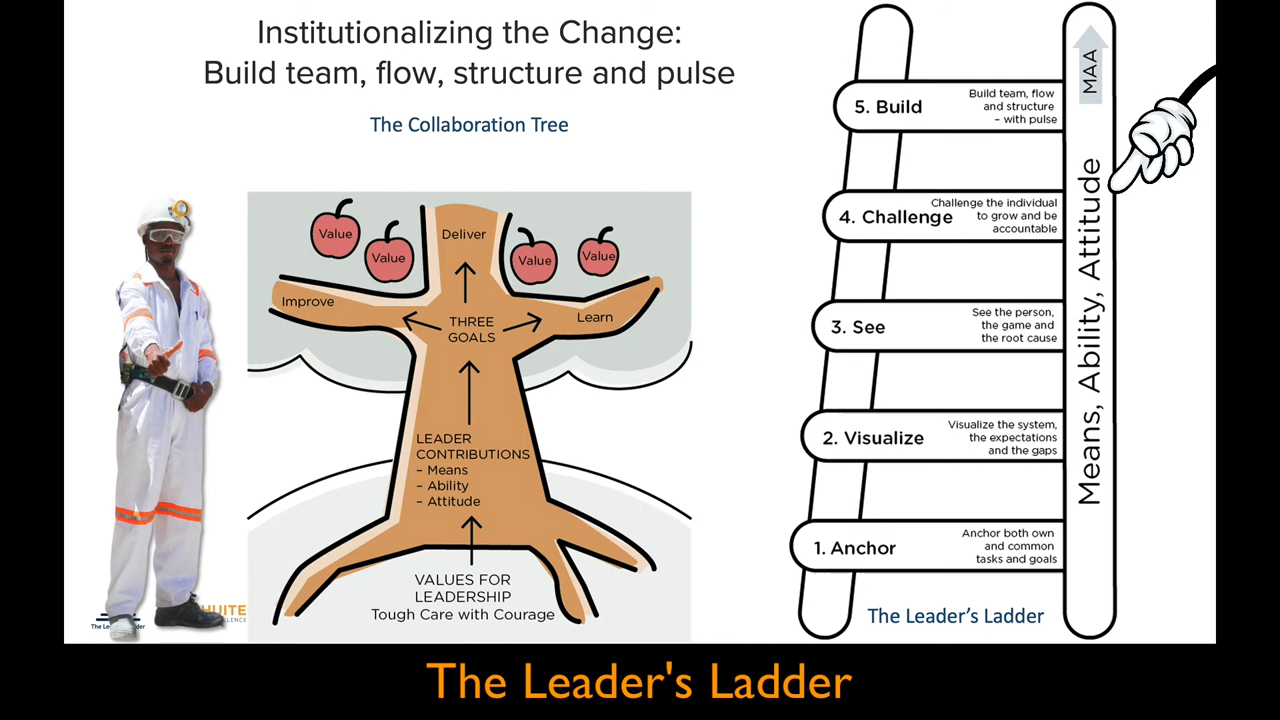 Institutionalizing the Change:
Build team, flow, structure and pulse
The Collaboration Tree
Value
Value
Deliver
Value
Value
Improve
THREE
GOALS
Learn
LEADER
CONTRIBUTIONS
– Means
– Ability
– Attitude
VALUES FOR
LEADERSHIP
Tough Care with Courage
5. Build
Build team, flow
and structure
– with pulse
4. Challenge
Challenge the individual
to grow and be
accountable
3. See
See the person,
the game and
the root cause
2. Visualize
Visualize the system,
the expectations
and the gaps
1. Anchor
Anchor both own
and common
tasks and goals
MAA
Means, Ability, Attitude
The Leader's Ladder
The Leader's Ladder